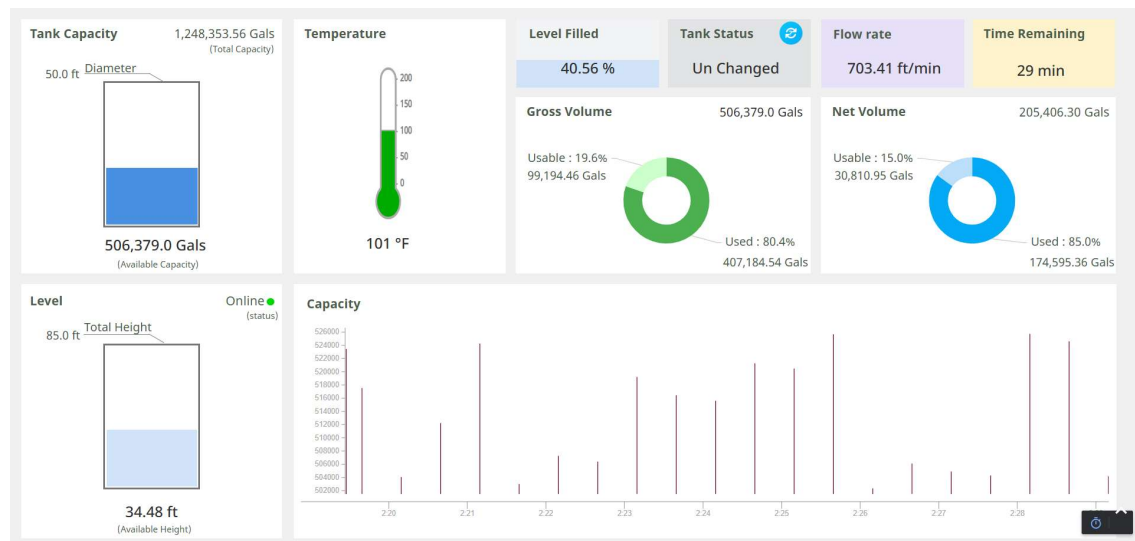 Tank Capacity
1,248,353.56 Gals
(Total Capacity)
50.0 ft
Diameter
506,379.0 Gals
(Available Capacity)
Temperature
200
150
100
50
0
101 °F
Level Filled
40.56 %
Tank Status
Un Changed
Flow rate
703.41 ft/min
Time Remaining
29 min
Gross Volume
506,379.0 Gals
Usable : 19.6%
99,194.46 Gals
Used : 80.4%
407,184.54 Gals
Net Volume
205,406.30 Gals
Usable : 15.0%
30,810.95 Gals
Used : 85.0%
174,595.36 Gals
Level
Online
(status)
85.0 ft
Total Height
34.48 ft
(Available Height)
Capacity
526000
524000
522000
520000
518000
516000
514000
512000
510000
508000
506000
504000
502000
2:20
2:21
2:22
2:23
2:24
2:25
2:26
2:27
2:28